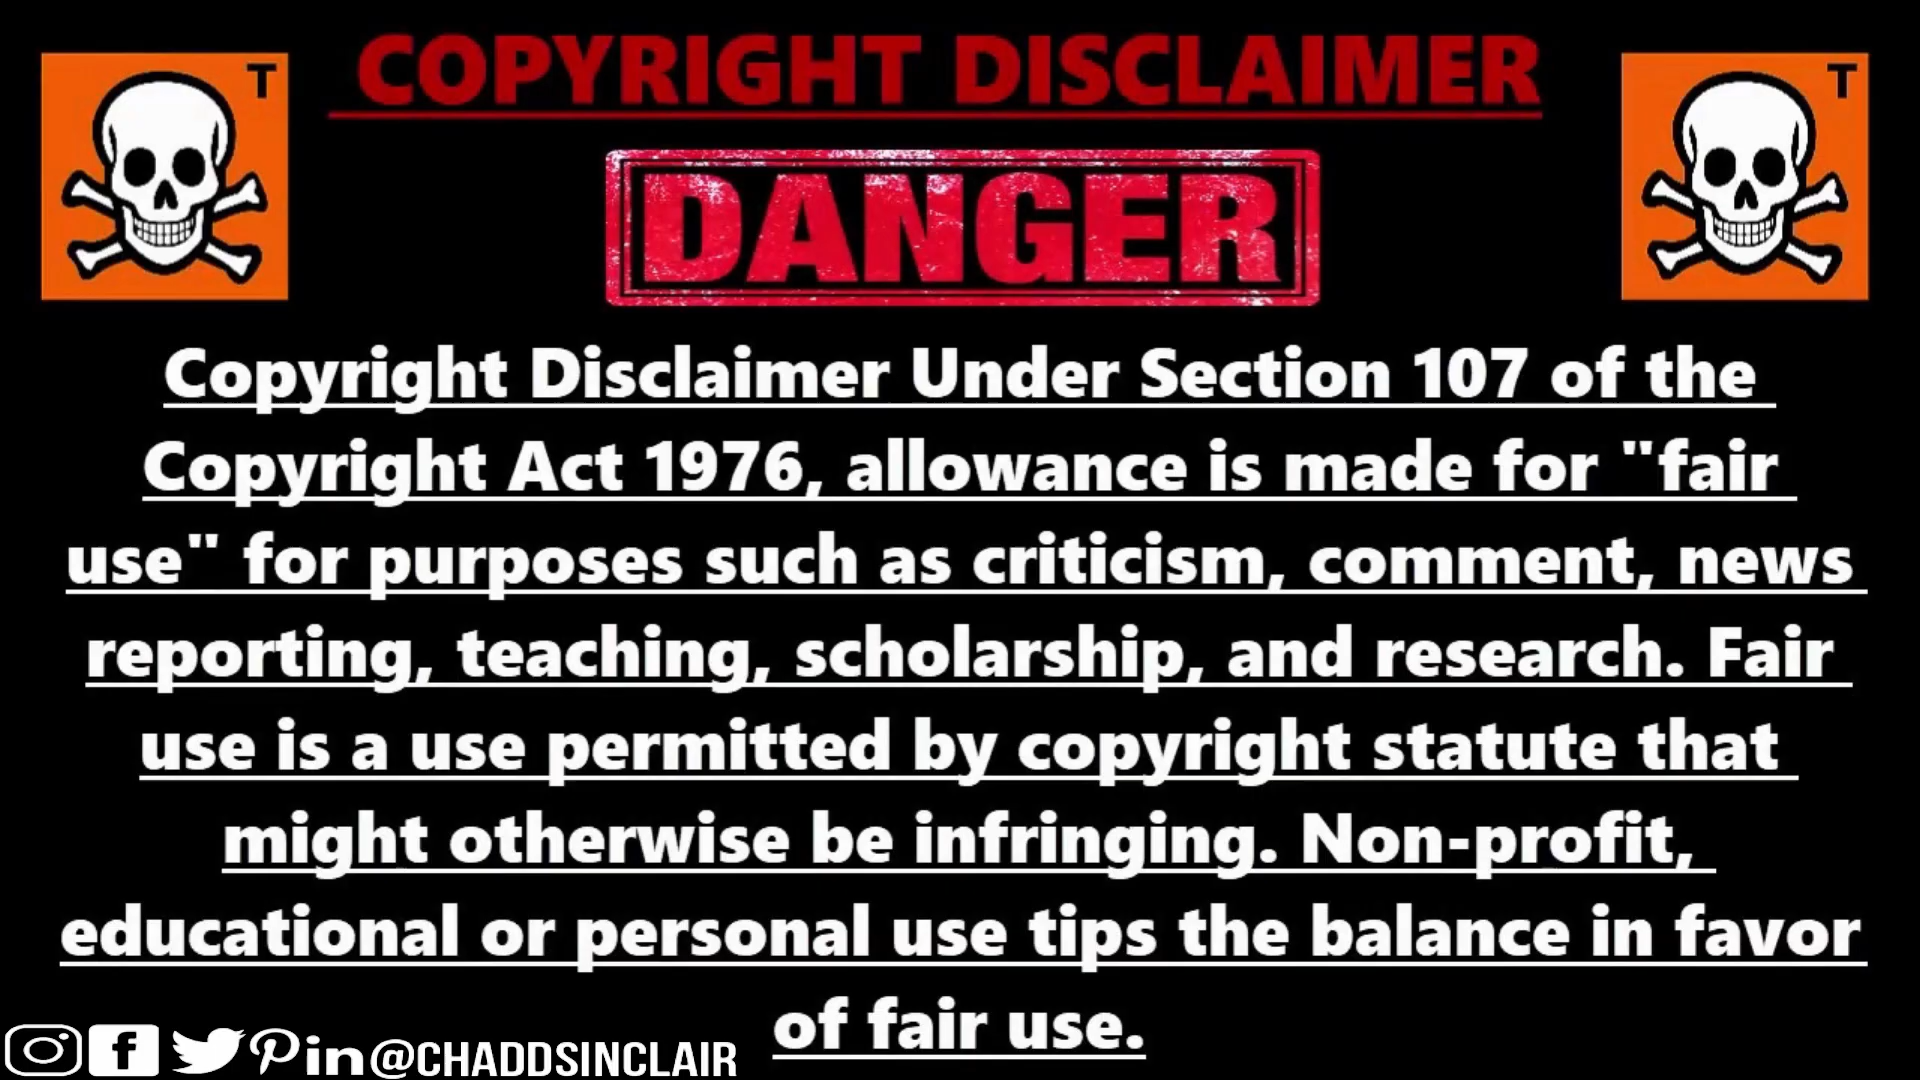 T
COPYRIGHT DISCLAIMER
T
DANGER
Copyright Disclaimer Under Section 107 of the
Copyright Act 1976, allowance is made for "fair
use" for purposes such as criticism, comment, news
reporting, teaching, scholarship, and research. Fair
use is a use permitted by copyright statute that
might otherwise be infringing. Non-profit,
educational or personal use tips the balance in favor
of fair use.
in@CHADDSINCLAIR